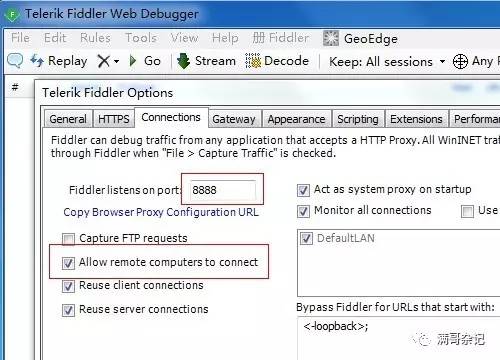 Telerik Fiddler Web Debugger
File Edit Rules Tools View Help Fiddler GeoEdge
Replay Go Stream Decode Keep: All sessions Any
#
Telerik Fiddler Options
General HTTPS Connections Gateway Appearance Scripting Extensions Performa
Fiddler can debug traffic from any application that accepts a HTTP Proxy. All WinINET traf
through Fiddler when "File > Capture Traffic" is checked.
Fiddler listens on port: 8888 Act as system proxy on startup
Copy Browser Proxy Configuration URL Monitor all connections Use
Capture FTP requests DefaultLAN
Allow remote computers to connect
Reuse client connections
Reuse server connections Bypass Fiddler for URLs that start with:
<-loopback>;
满哥杂记